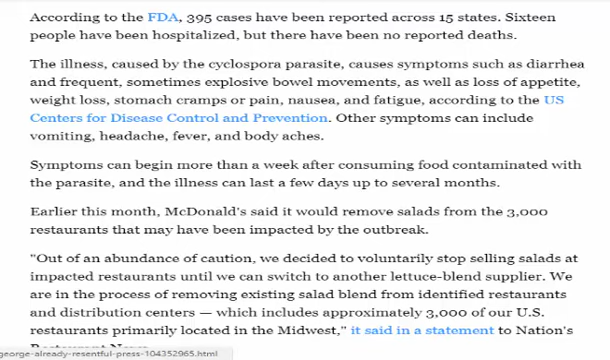 According to the FDA, 395 cases have been reported across 15 states. Sixteen
people have been hospitalized, but there have been no reported deaths.
The illness, caused by the cyclospora parasite, causes symptoms such as diarrhea
and frequent, sometimes explosive bowel movements, as well as loss of appetite,
weight loss, stomach cramps or pain, nausea, and fatigue, according to the US
Centers for Disease Control and Prevention. Other symptoms can include
vomiting, headache, fever, and body aches.
Symptoms can begin more than a week after consuming food contaminated with
the parasite, and the illness can last a few days up to several months.
Earlier this month, McDonald's said it would remove salads from the 3,000
restaurants that may have been impacted by the outbreak.
"Out of an abundance of caution, we decided to voluntarily stop selling salads at
impacted restaurants until we can switch to another lettuce-blend supplier. We
are in the process of removing existing salad blend from identified restaurants
and distribution centers — which includes approximately 3,000 of our U.S.
restaurants primarily located in the Midwest," it said in a statement to Nation's
george-already-resentful-press-104352965.html